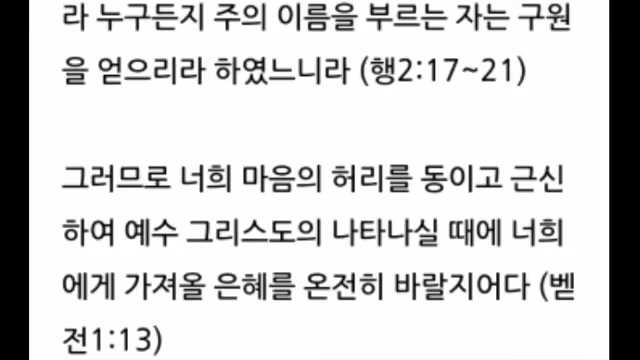 라 누구든지 주의 이름을 부르는 자는 구원
을 얻으리라 하였느니라 (행2:17~21)
그러므로 너희 마음의 허리를 동이고 근신
하여 예수 그리스도의 나타나실 때에 너희
에게 가져올 은혜를 온전히 바랄지어다 (벧
전1:13)